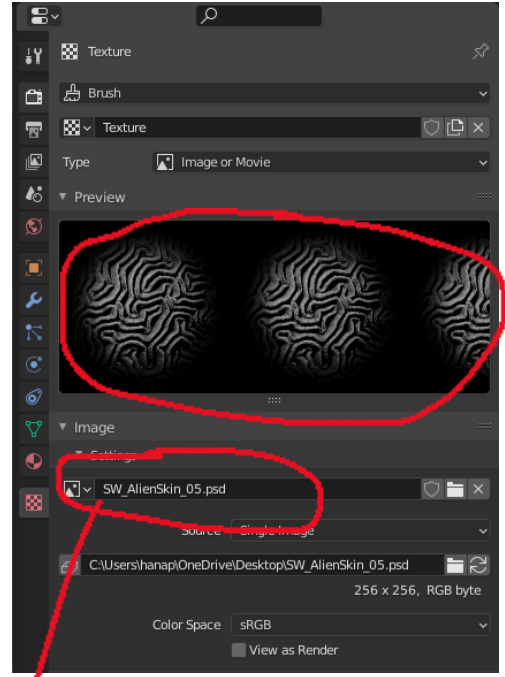 Texture
Brush
Texture
Type Image or Movie
Preview
Image
Settings
SW_AlienSkin_05.psd
Source Single Image
C:\Users\hanap\OneDrive\Desktop\SW_AlienSkin_05.psd
256 x 256, RGB byte
Color Space sRGB
View as Render